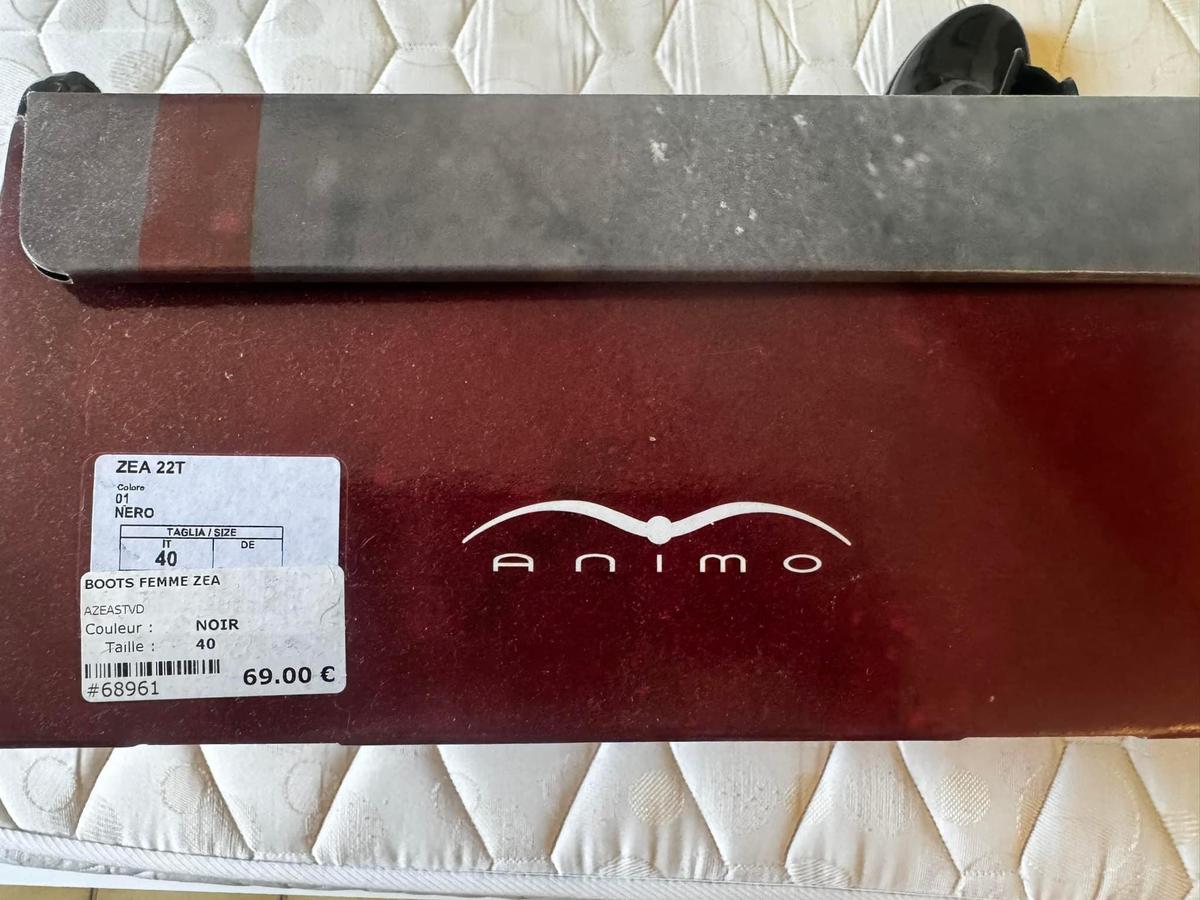 ZEA 22T
Colore
01
NERO
TAGLIA / SIZE
IT DE
40
BOOTS FEMME ZEA
AZEASTVD
Couleur : NOIR
Taille : 40
#68961 69.00 €
Animo